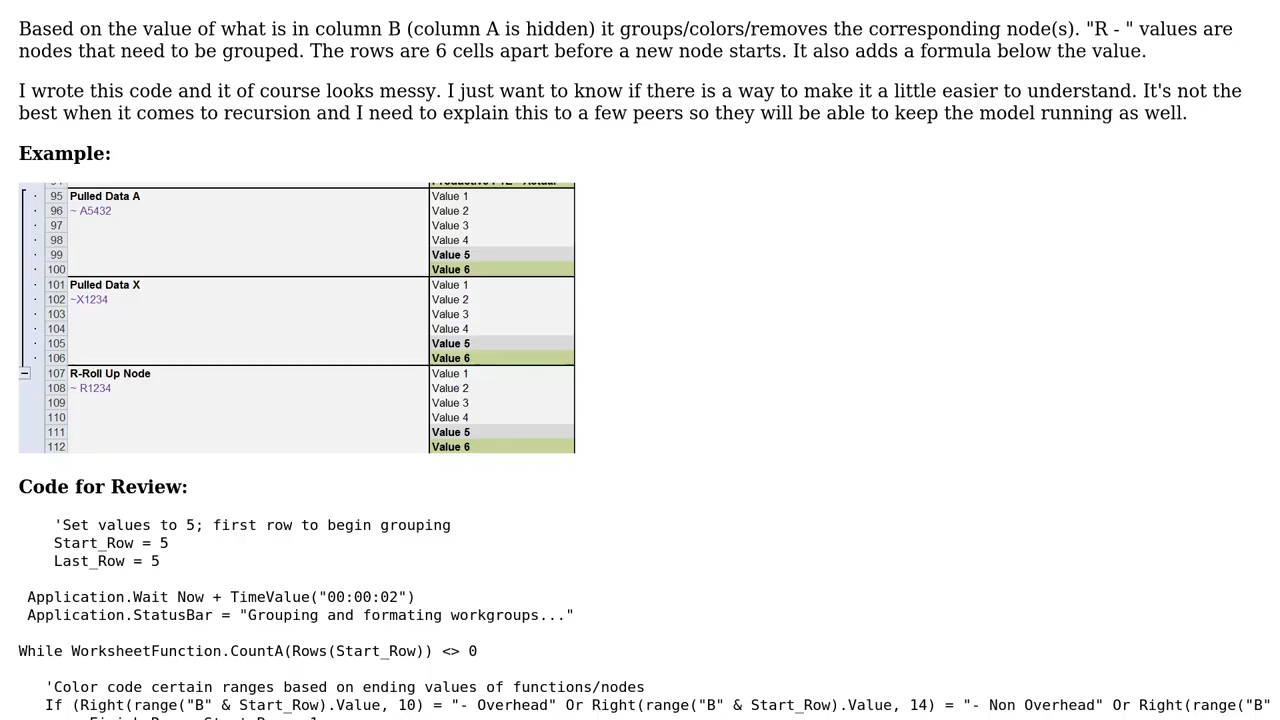 Based on the value of what is in column B (column A is hidden) it groups/colors/removes the corresponding node(s). "R - " values are
nodes that need to be grouped. The rows are 6 cells apart before a new node starts. It also adds a formula below the value.
I wrote this code and it of course looks messy. I just want to know if there is a way to make it a little easier to understand. It's not the
best when it comes to recursion and I need to explain this to a few peers so they will be able to keep the model running as well.
Example:
95 Pulled Data A Value 1
96 ~ A5432 Value 2
97 Value 3
98 Value 4
99 Value 5
100 Value 6
101 Pulled Data X Value 1
102 ~X1234 Value 2
103 Value 3
104 Value 4
105 Value 5
106 Value 6
107 R-Roll Up Node Value 1
108 ~ R1234 Value 2
109 Value 3
110 Value 4
111 Value 5
112 Value 6
Code for Review:
'Set values to 5; first row to begin grouping
Start_Row = 5
Last_Row = 5
Application.Wait Now + TimeValue("00:00:02")
Application.StatusBar = "Grouping and formating workgroups..."
While WorksheetFunction.CountA(Rows(Start_Row)) <> 0
'Color code certain ranges based on ending values of functions/nodes
If (Right(range("B" & Start_Row).Value, 10) = "- Overhead" Or Right(range("B" & Start_Row).Value, 14) = "- Non Overhead" Or Right(range("B"